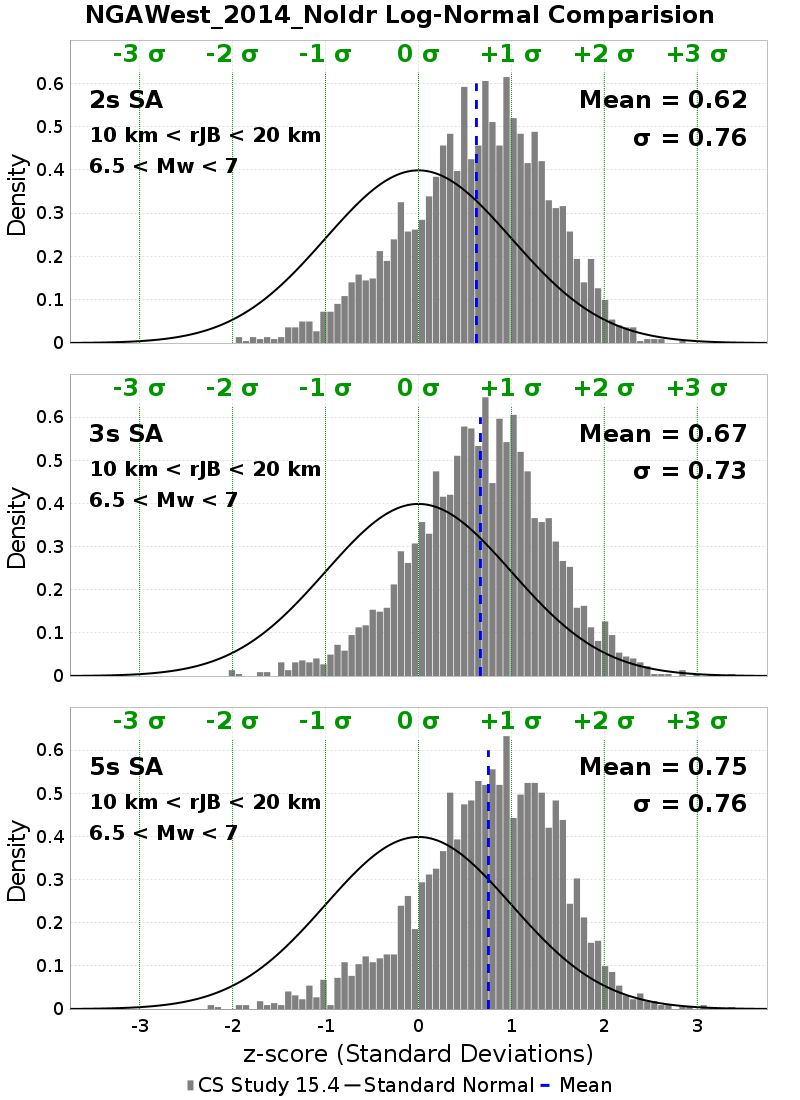 NGAWest_2014_NoIdr Log-Normal Comparision
-3 σ -2 σ -1 σ 0 σ +1 σ +2 σ +3 σ
2s SA
Mean = 0.62
10 km < rJB < 20 km
σ = 0.76
6.5 < Mw < 7
Density
0.6
0.5
0.4
0.3
0.2
0.1
0
-3 σ -2 σ -1 σ 0 σ +1 σ +2 σ +3 σ
3s SA
Mean = 0.67
10 km < rJB < 20 km
σ = 0.73
6.5 < Mw < 7
Density
0.6
0.5
0.4
0.3
0.2
0.1
0
-3 σ -2 σ -1 σ 0 σ +1 σ +2 σ +3 σ
5s SA
Mean = 0.75
10 km < rJB < 20 km
σ = 0.76
6.5 < Mw < 7
Density
0.6
0.5
0.4
0.3
0.2
0.1
0
-3 -2 -1 0 1 2 3
z-score (Standard Deviations)
CS Study 15.4 Standard Normal Mean